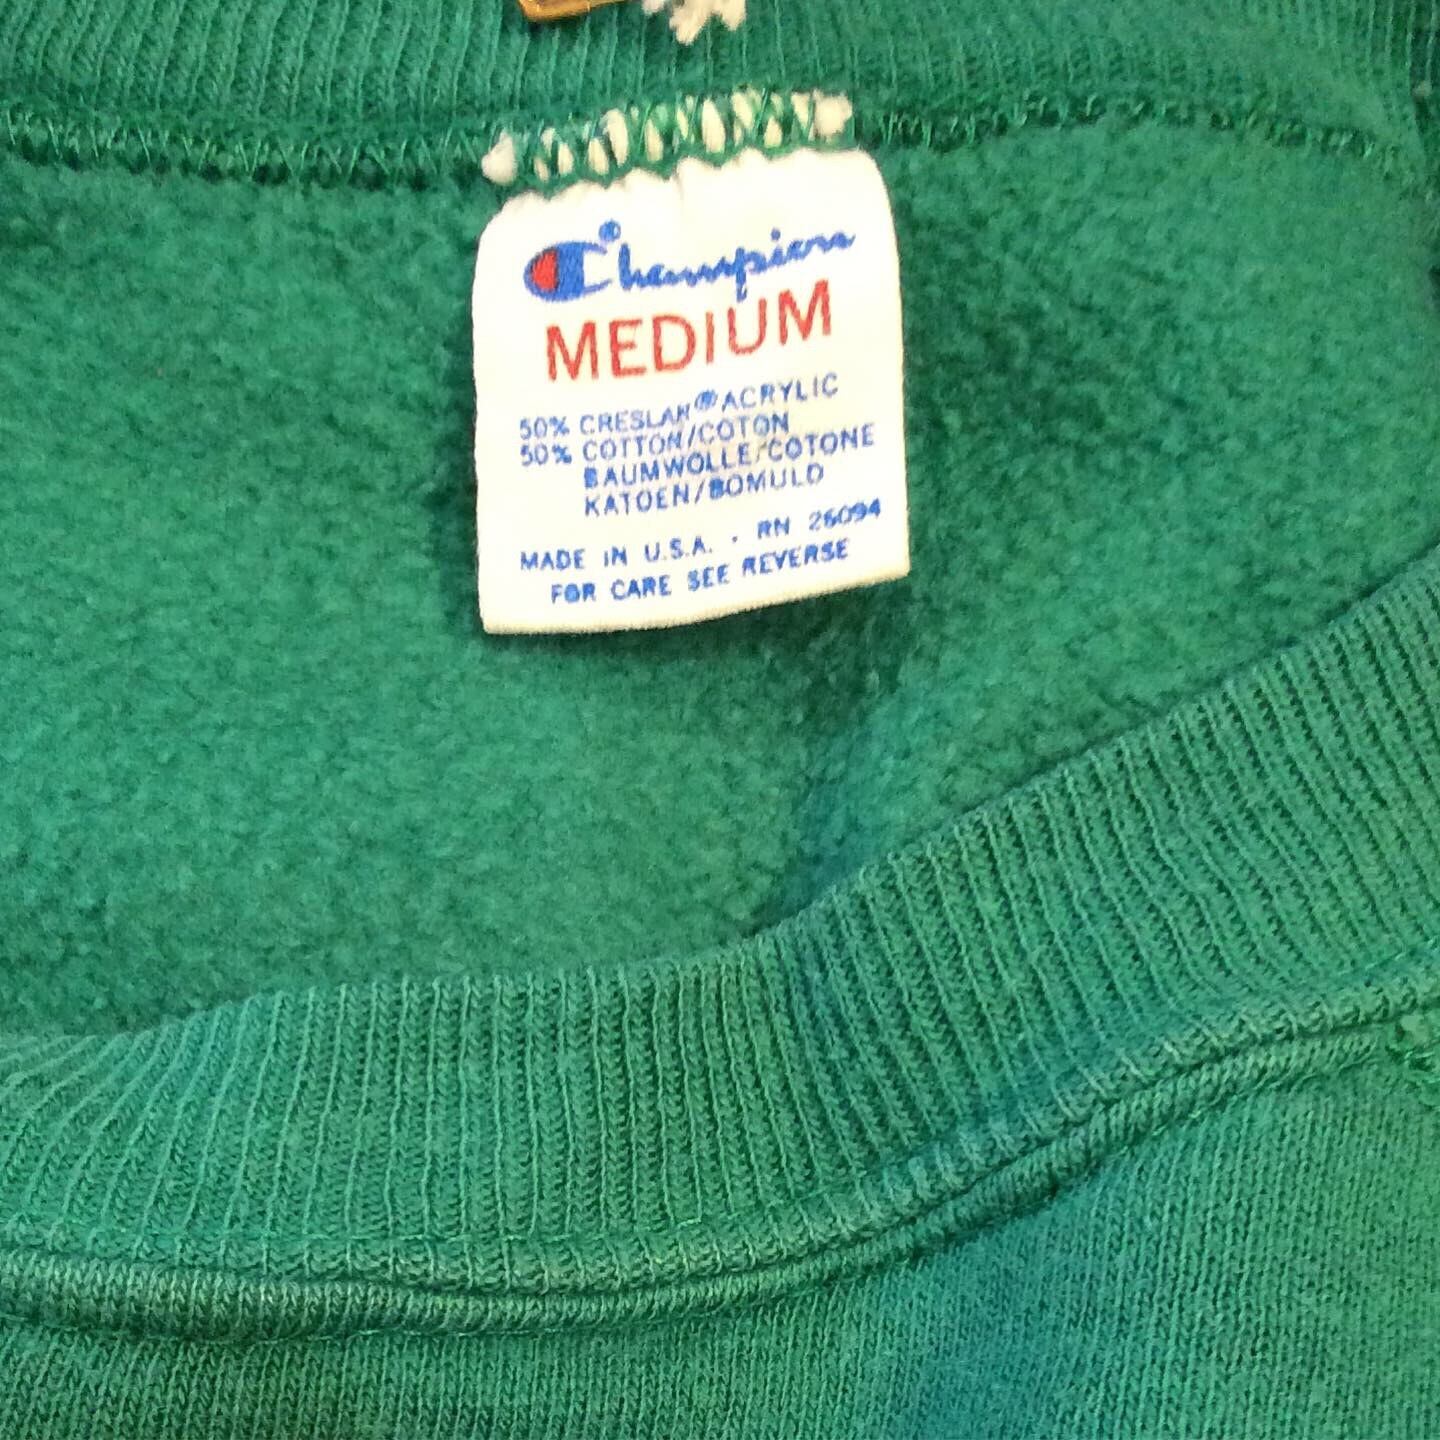 Champion®
MEDIUM
50% CRESLAN® ACRYLIC
50% COTTON/COTON
BAUMWOLLE/COTONE
KATOEN/BOMULD
MADE IN U.S.A. · RN 26094
FOR CARE SEE REVERSE